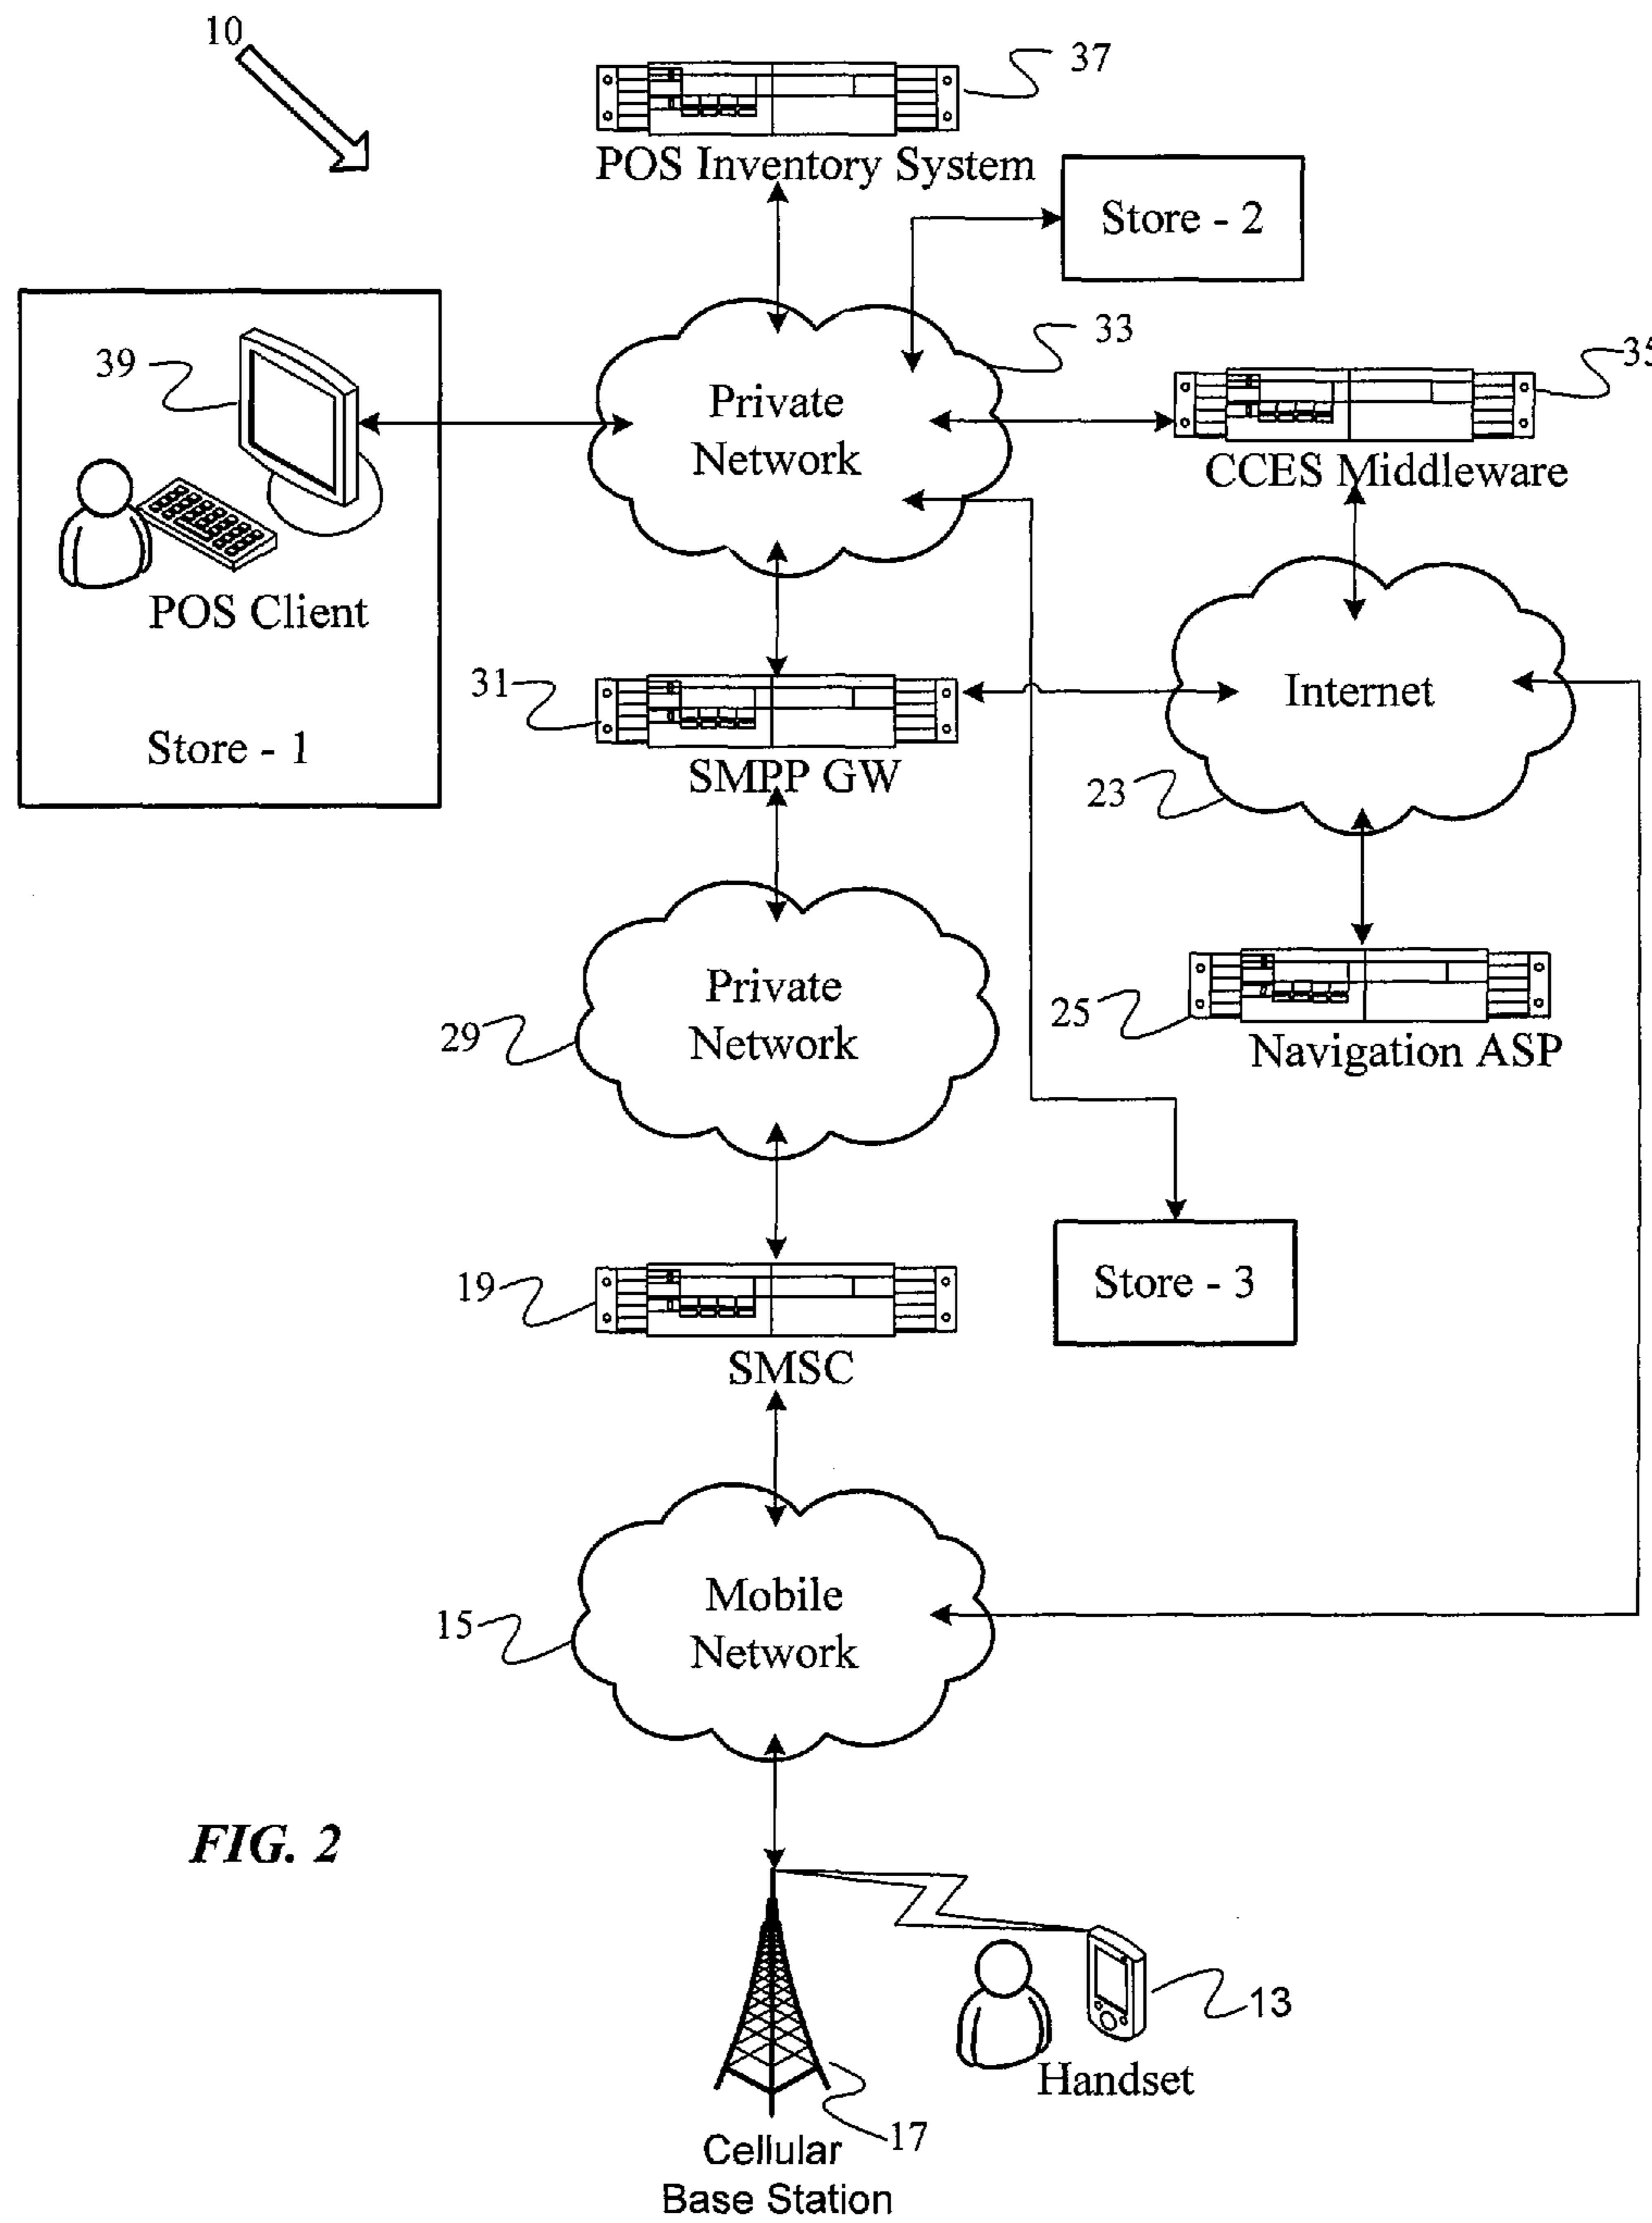 10
37
POS Inventory System
Store - 2
33
39
Private
Network
35
CCES Middleware
POS Client
31
Internet
Store - 1
SMPP GW
23
Private
Network
29
25
Navigation ASP
19
Store - 3
SMSC
15
Mobile
Network
FIG. 2
13
Handset
17
Cellular
Base Station